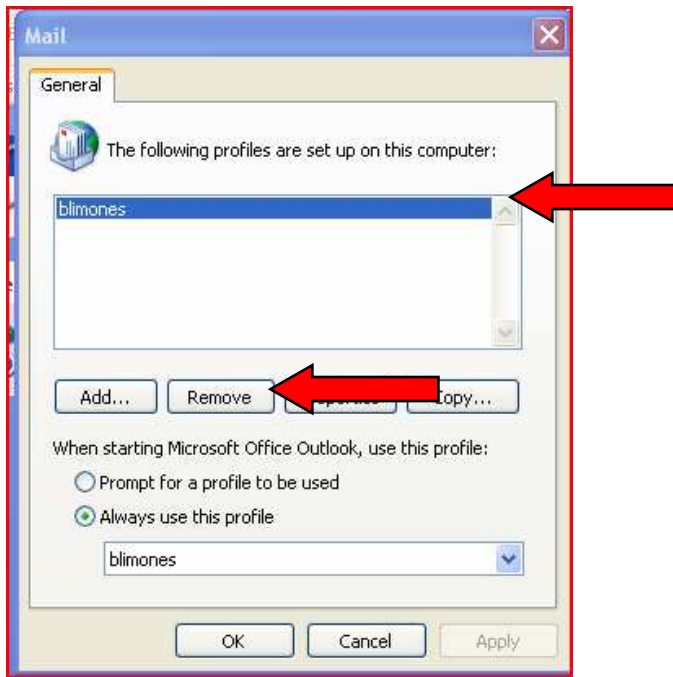 Mail
General
The following profiles are set up on this computer:
blimones
Add... Remove Copy...
When starting Microsoft Office Outlook, use this profile:
Prompt for a profile to be used
Always use this profile
blimones
OK Cancel Apply